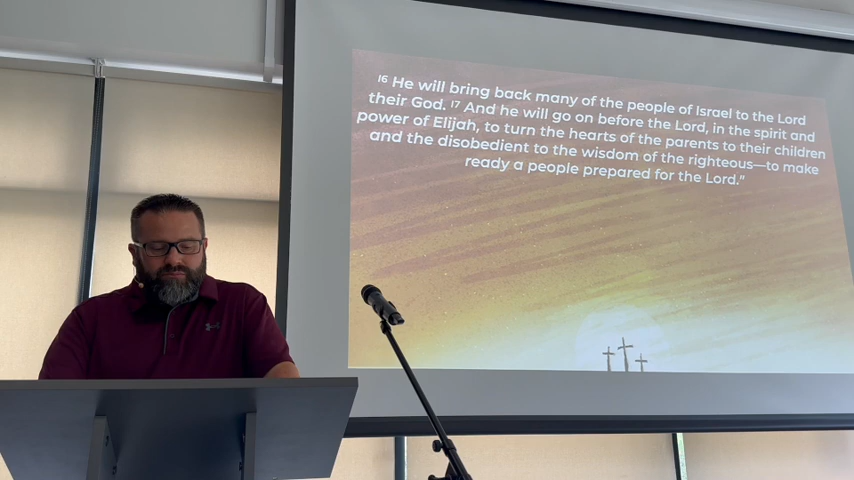 ¹⁶ He will bring back many of the people of Israel to the Lord
their God. ¹⁷ And he will go on before the Lord, in the spirit and
power of Elijah, to turn the hearts of the parents to their children
and the disobedient to the wisdom of the righteous—to make
ready a people prepared for the Lord.”